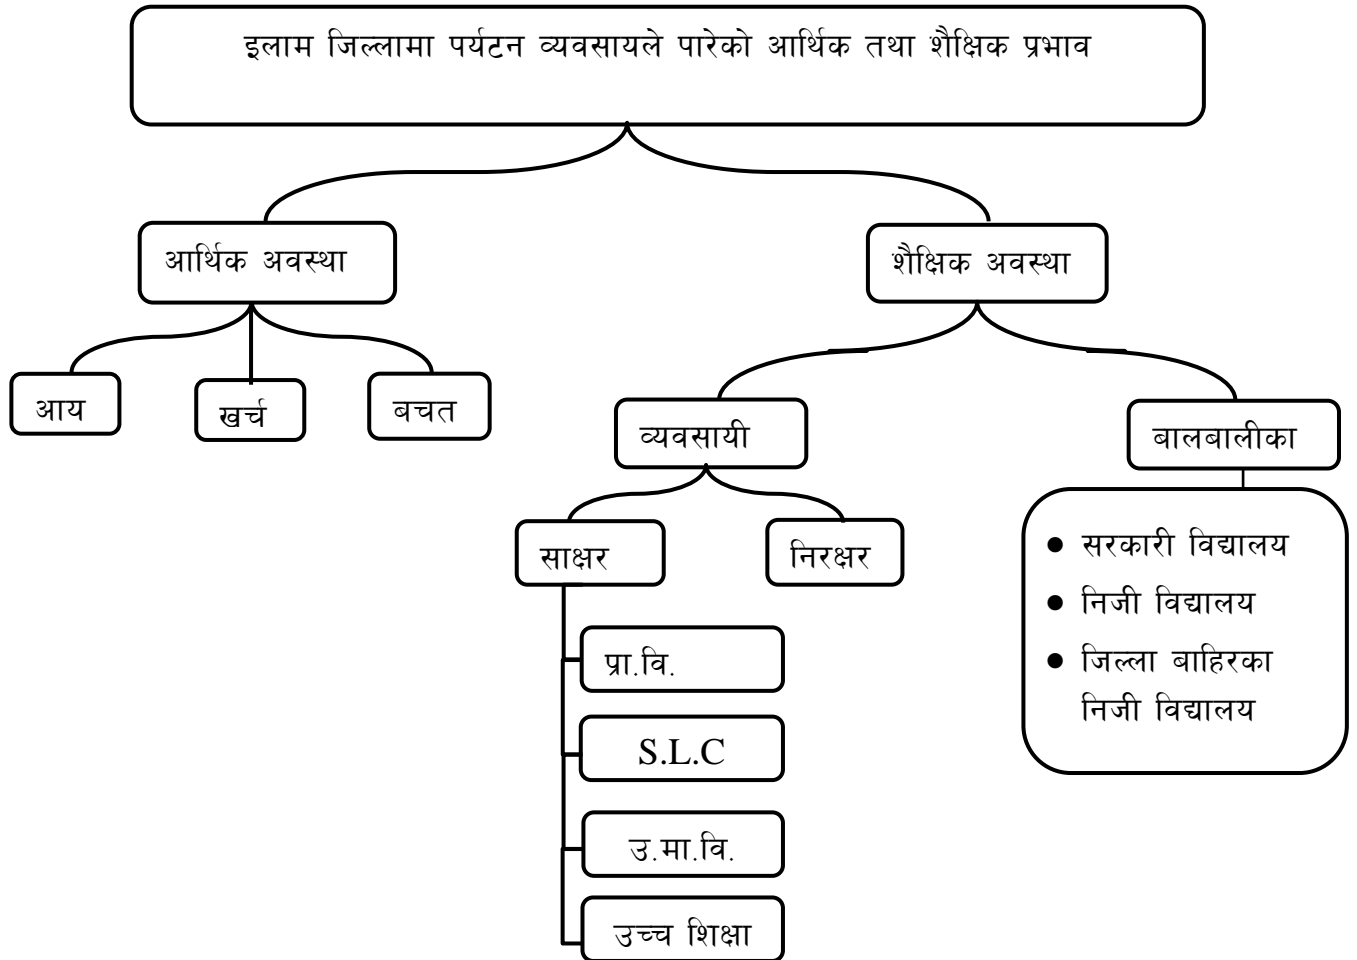 इलाम जिल्लामा पर्यटन व्यवसायले पारेको आर्थिक तथा शैक्षिक प्रभाव
आर्थिक अवस्था
शैक्षिक अवस्था
आय
खर्च
बचत
व्यवसायी
बालबालीका
साक्षर
निरक्षर
प्रा.वि.
S.L.C
उ.मा.वि.
उच्च शिक्षा
● सरकारी विद्यालय
● निजी विद्यालय
● जिल्ला बाहिरका
निजी विद्यालय